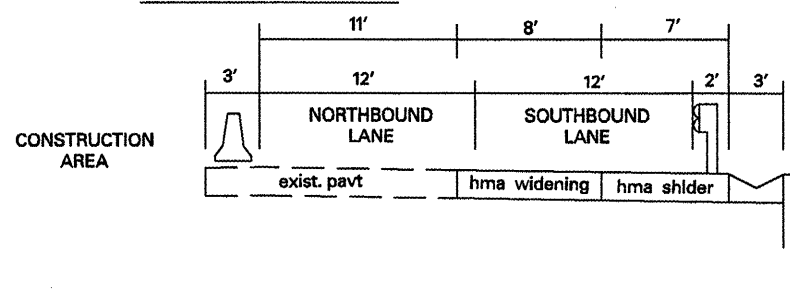 11' 8' 7'
3' 12' 12' 2' 3'
NORTHBOUND
LANE
SOUTHBOUND
LANE
CONSTRUCTION
AREA
exist. pavt hma widening hma shlder